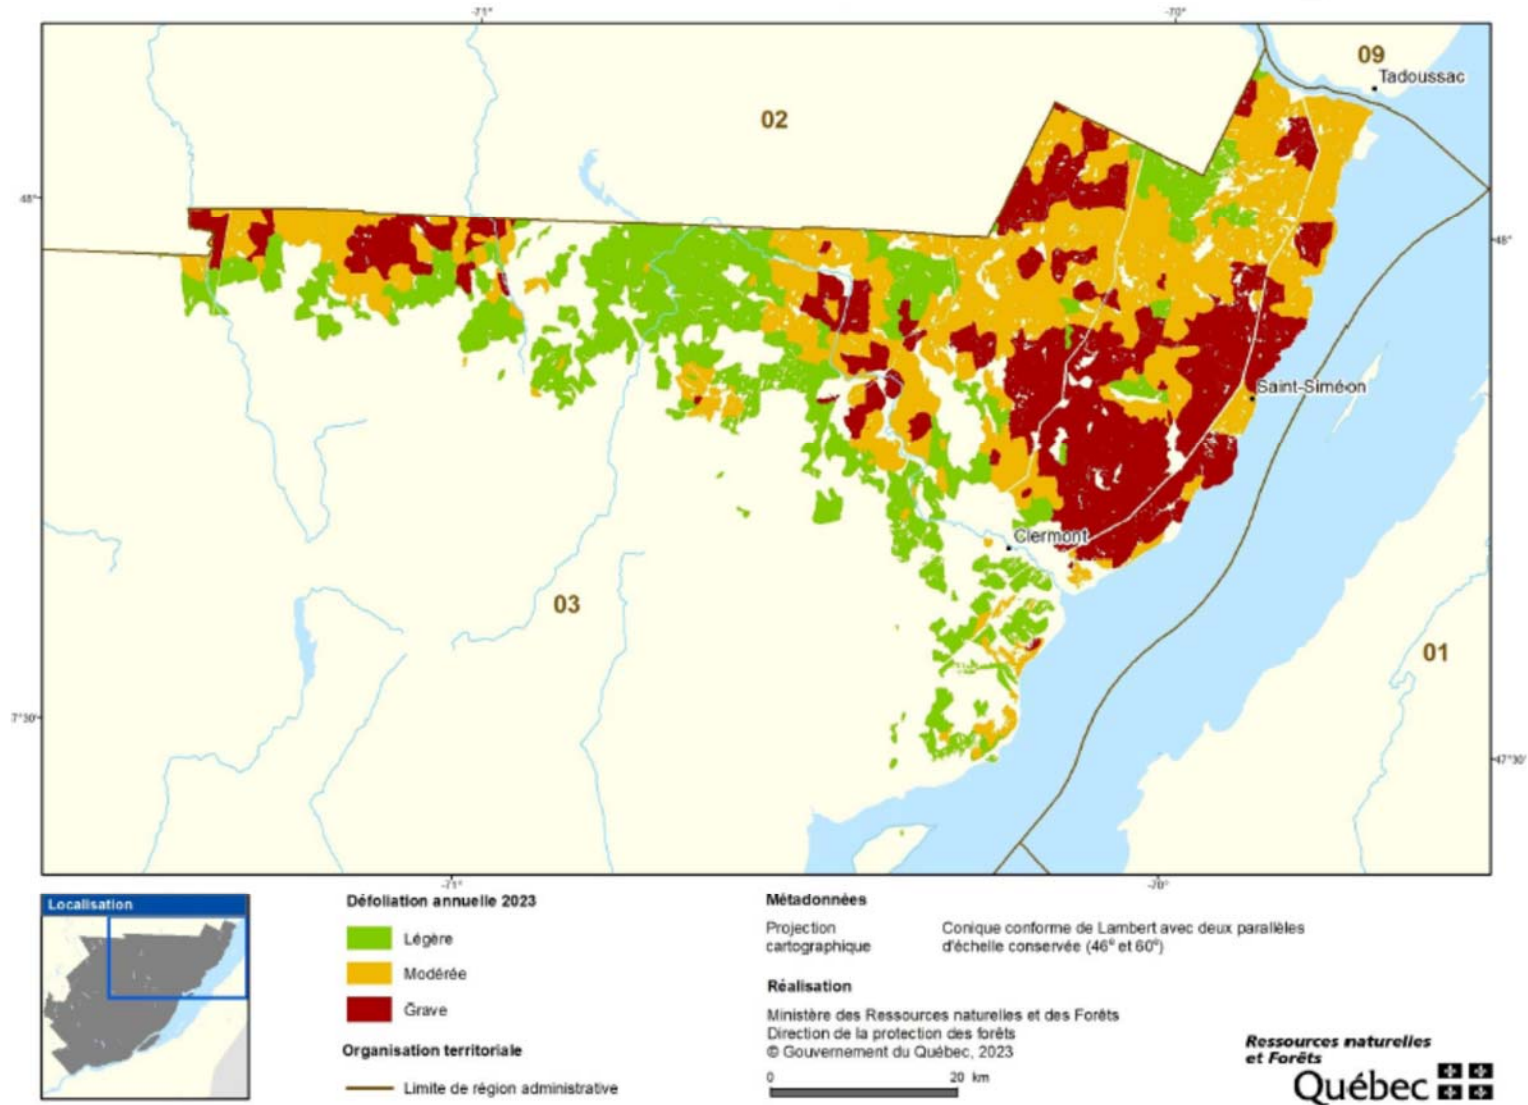 -71°
-70°
09
Tadoussac
02
48°
48°
Saint-Siméon
Clermont
03
01
7°30'
47°30'
-71°
-70°
Localisation
Défoliation annuelle 2023
Légère
Modérée
Grave
Organisation territoriale
Limite de région administrative
Métadonnées
Projection cartographique
Conique conforme de Lambert avec deux parallèles
d'échelle conservée (46° et 60°)
Réalisation
Ministère des Ressources naturelles et des Forêts
Direction de la protection des forêts
© Gouvernement du Québec, 2023
0 20 km
Ressources naturelles
et Forêts
Québec